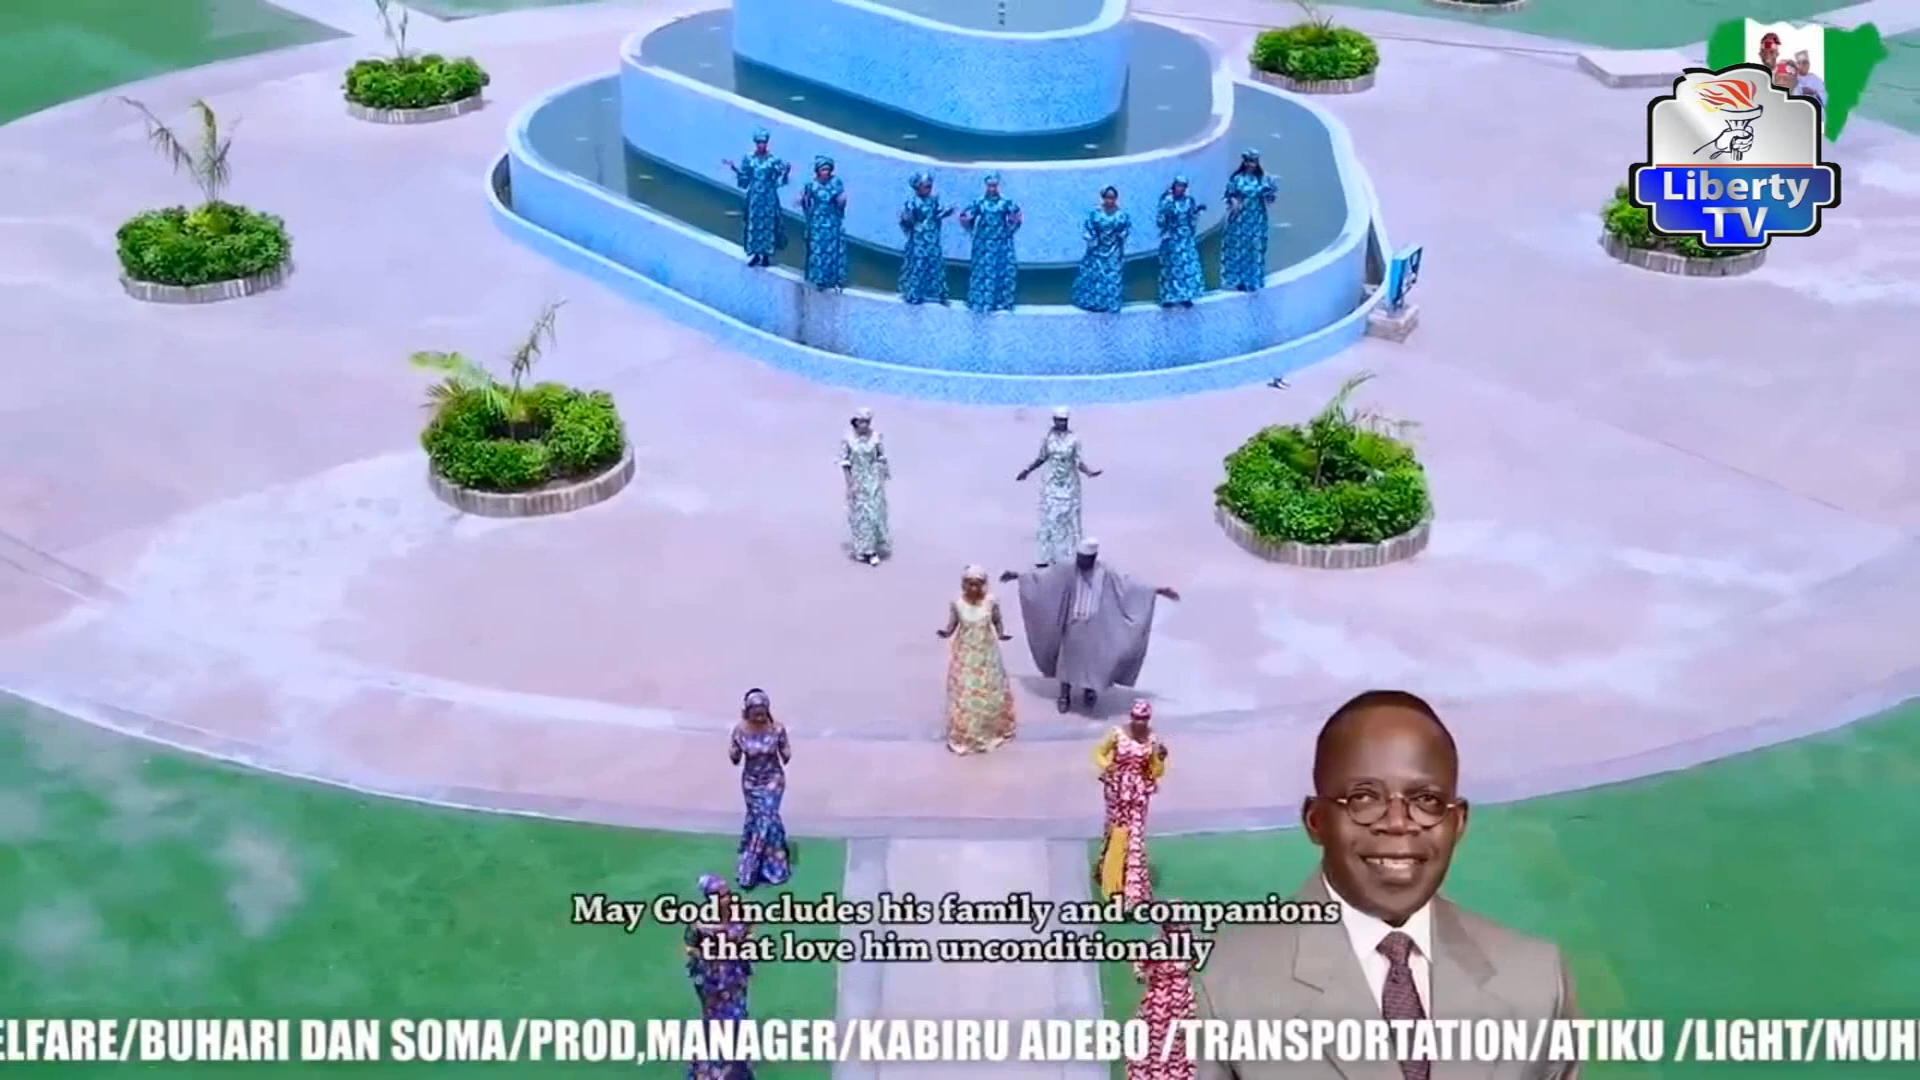 Liberty
TV
May God includes his family and companions
that love him unconditionally
ELFARE/BUHARI DAN SOMA/PROD,MANAGER/KABIRU ADEBO /TRANSPORTATION/ATIKU /LIGHT/MUH